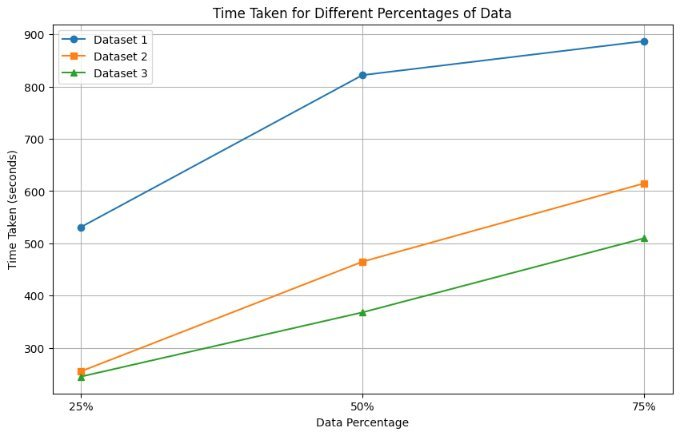 Time Taken for Different Percentages of Data
Dataset 1
Dataset 2
Dataset 3
Time Taken (seconds)
900
800
700
600
500
400
300
25% 50% 75%
Data Percentage